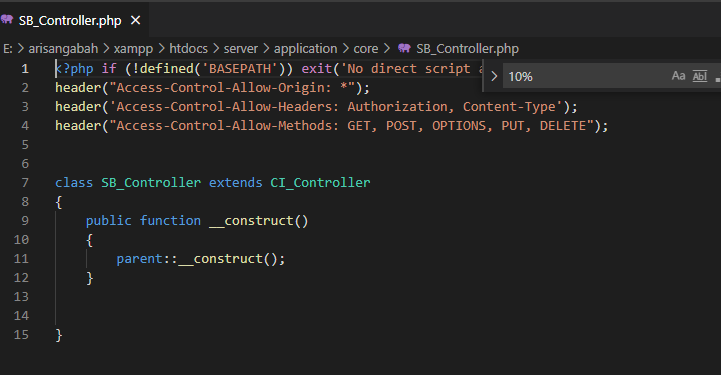 SB_Controller.php
E: > arisangabah > xampp > htdocs > server > application > core > SB_Controller.php
1 <?php if (!defined('BASEPATH')) exit('No direct script
10%
Aa Abl
2 header("Access-Control-Allow-Origin: *");
3 header('Access-Control-Allow-Headers: Authorization, Content-Type');
4 header("Access-Control-Allow-Methods: GET, POST, OPTIONS, PUT, DELETE");
5
6
7 class SB_Controller extends CI_Controller
8 {
9 public function __construct()
10 {
11 parent::__construct();
12 }
13
14
15 }